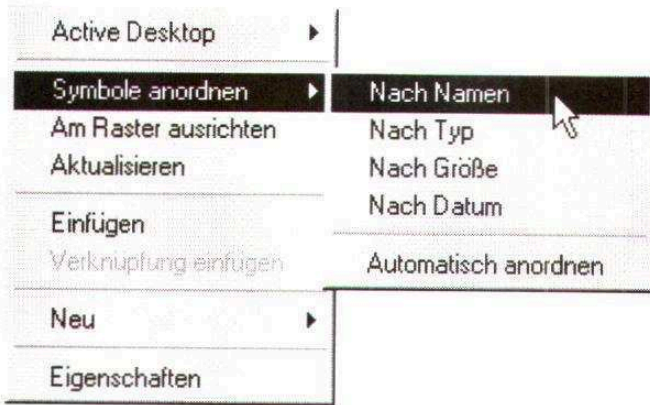 Active Desktop
Symbole anordnen
Am Raster ausrichten
Aktualisieren
Einfügen
Verknüpfung einfügen
Neu
Eigenschaften
Nach Namen
Nach Typ
Nach Größe
Nach Datum
Automatisch anordnen